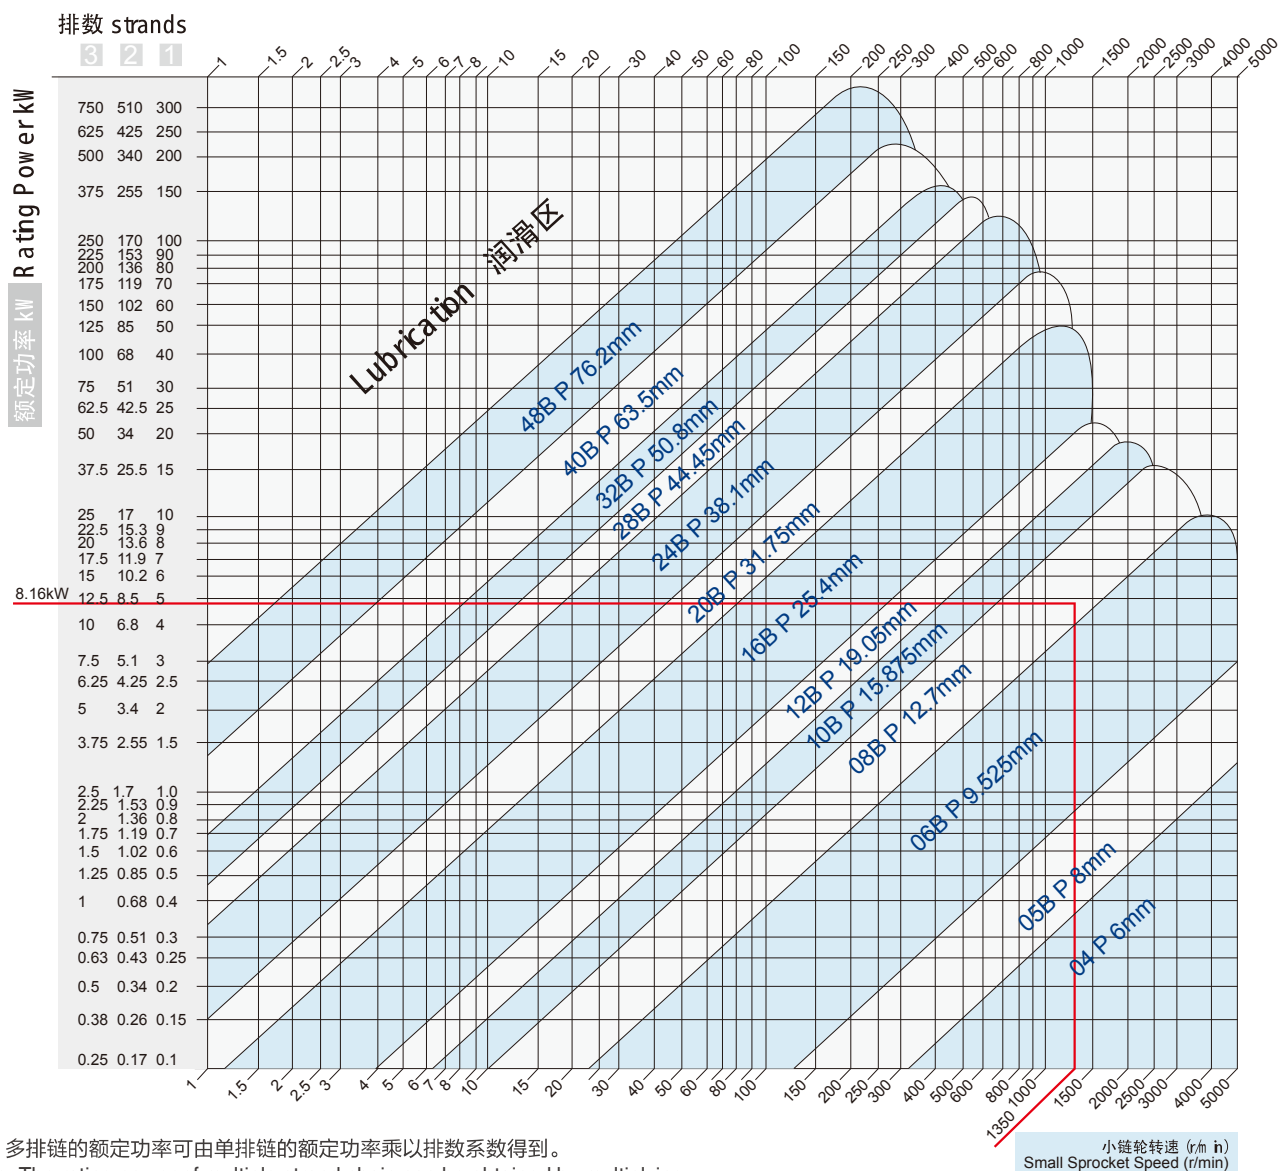 排数 strands
3 2 1
1 1.5 2 2.5 3 4 5 6 7 8 10 15 20 30 40 50 60 80 100 150 200 250 300 400 500 600 800 1000 1500 2000 2500 3000 4000 5000
额定功率 kW Rating Power kW
750 510 300
625 425 250
500 340 200
375 255 150
250 170 100
225 153 90
200 136 80
175 119 70
150 102 60
125 85 50
100 68 40
75 51 30
62.5 42.5 25
50 34 20
37.5 25.5 15
25 17 10
22.5 15.3 9
20 13.6 8
17.5 11.9 7
15 10.2 6
8.16kW
12.5 8.5 5
10 6.8 4
7.5 5.1 3
6.25 4.25 2.5
5 3.4 2
3.75 2.55 1.5
2.5 1.7 1.0
2.25 1.53 0.9
2 1.36 0.8
1.75 1.19 0.7
1.5 1.02 0.6
1.25 0.85 0.5
1 0.68 0.4
0.75 0.51 0.3
0.63 0.43 0.25
0.5 0.34 0.2
0.38 0.26 0.15
0.25 0.17 0.1
Lubrication 润滑区
48B P 76.2mm
40B P 63.5mm
32B P 50.8mm
28B P 44.45mm
24B P 38.1mm
20B P 31.75mm
16B P 25.4mm
12B P 19.05mm
10B P 15.875mm
08B P 12.7mm
06B P 9.525mm
05B P 8mm
04 P 6mm
1 1.5 2 2.5 3 4 5 6 7 8 10 15 20 30 40 50 60 80 100 150 200 250 300 400 500 600 800 1000 1500 2000 2500 3000 4000 5000
1350
小链轮转速 (r/min)
Small Sprocket Speed (r/min)
多排链的额定功率可由单排链的额定功率乘以排数系数得到。